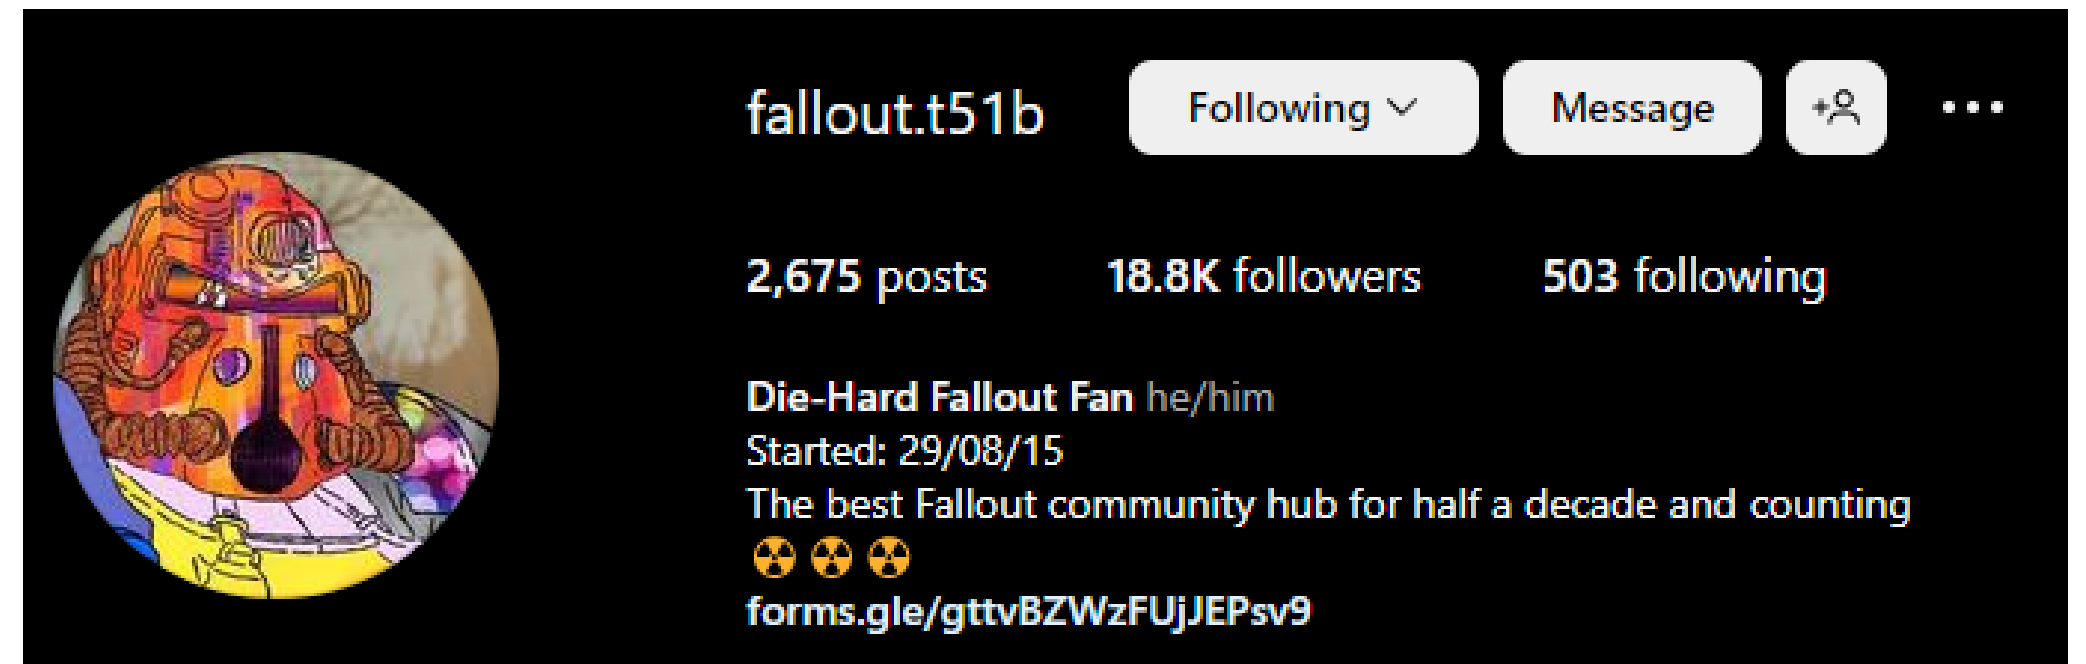 fallout.t51b Following Message
2,675 posts 18.8K followers 503 following
Die-Hard Fallout Fan he/him
Started: 29/08/15
The best Fallout community hub for half a decade and counting
☢☢☢
forms.gle/gttvBZWzFUjJEPsv9